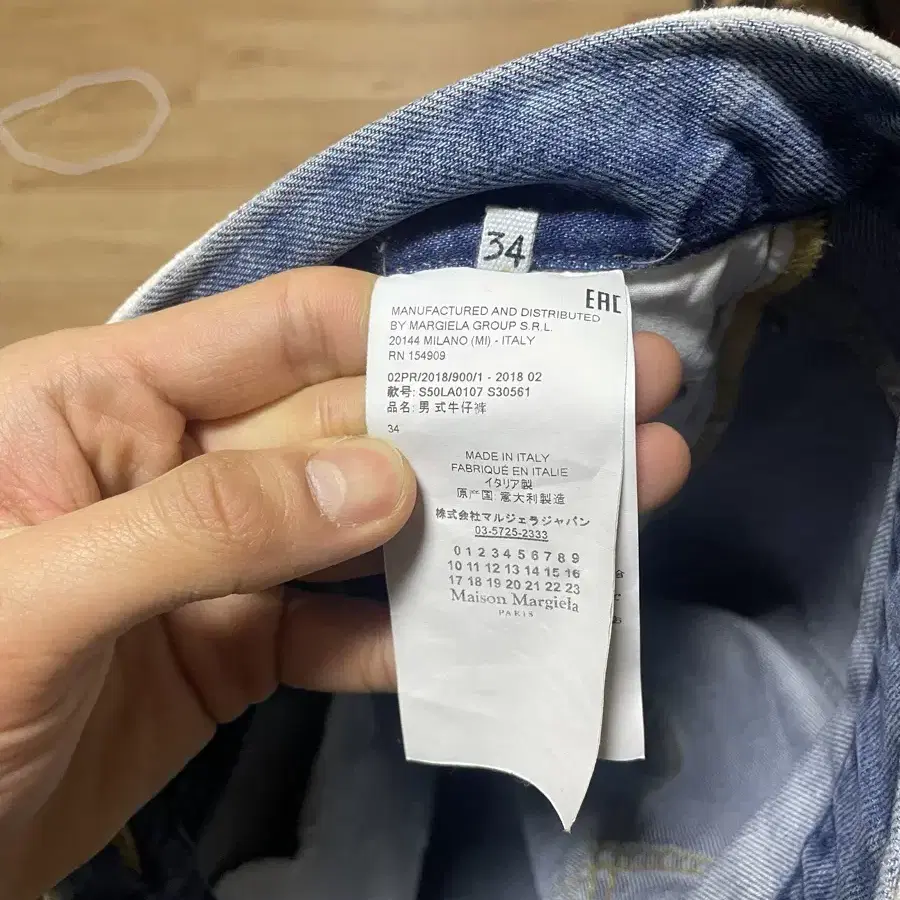 34
EAC
MANUFACTURED AND DISTRIBUTED
BY MARGIELA GROUP S.R.L.
20144 MILANO (MI) - ITALY
RN 154909
02PR/2018/900/1 - 2018 02
款号: S50LA0107 S30561
品名: 男式牛仔裤
34
MADE IN ITALY
FABRIQUÉ EN ITALIE
イタリア製
原产国: 意大利製造
株式会社マルジェラジャパン
03-5725-2333
0 1 2 3 4 5 6 7 8 9
10 11 12 13 14 15 16
17 18 19 20 21 22 23
Maison Margiela
PARIS